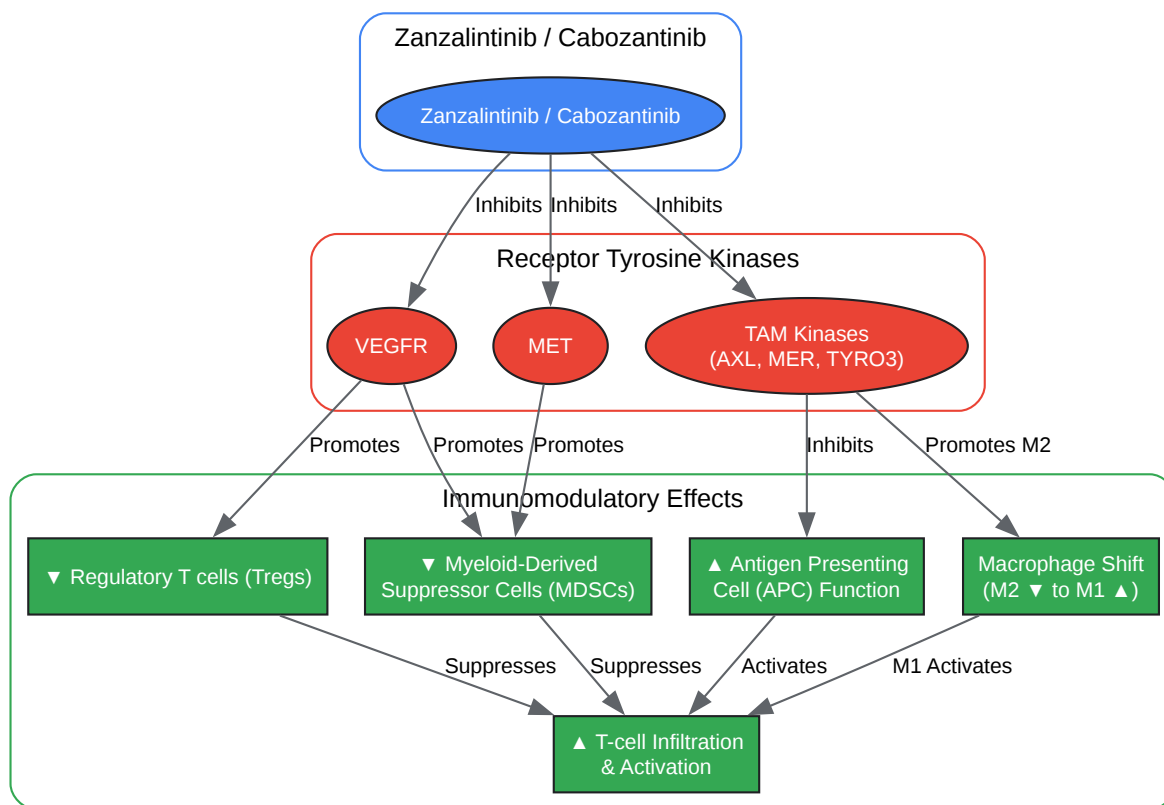 Zanzalintinib / Cabozantinib
Zanzalintinib / Cabozantinib
Inhibits
Inhibits
Inhibits
Receptor Tyrosine Kinases
VEGFR
MET
TAM Kinases
(AXL, MER, TYRO3)
Promotes
Promotes
Promotes
Inhibits
Promotes M2
Immunomodulatory Effects
▼ Regulatory T cells (Tregs)
▼ Myeloid-Derived
Suppressor Cells (MDSCs)
▲ Antigen Presenting
Cell (APC) Function
Macrophage Shift
(M2 ▼ to M1 ▲)
Suppresses
Suppresses
Activates
M1 Activates
▲ T-cell Infiltration
& Activation